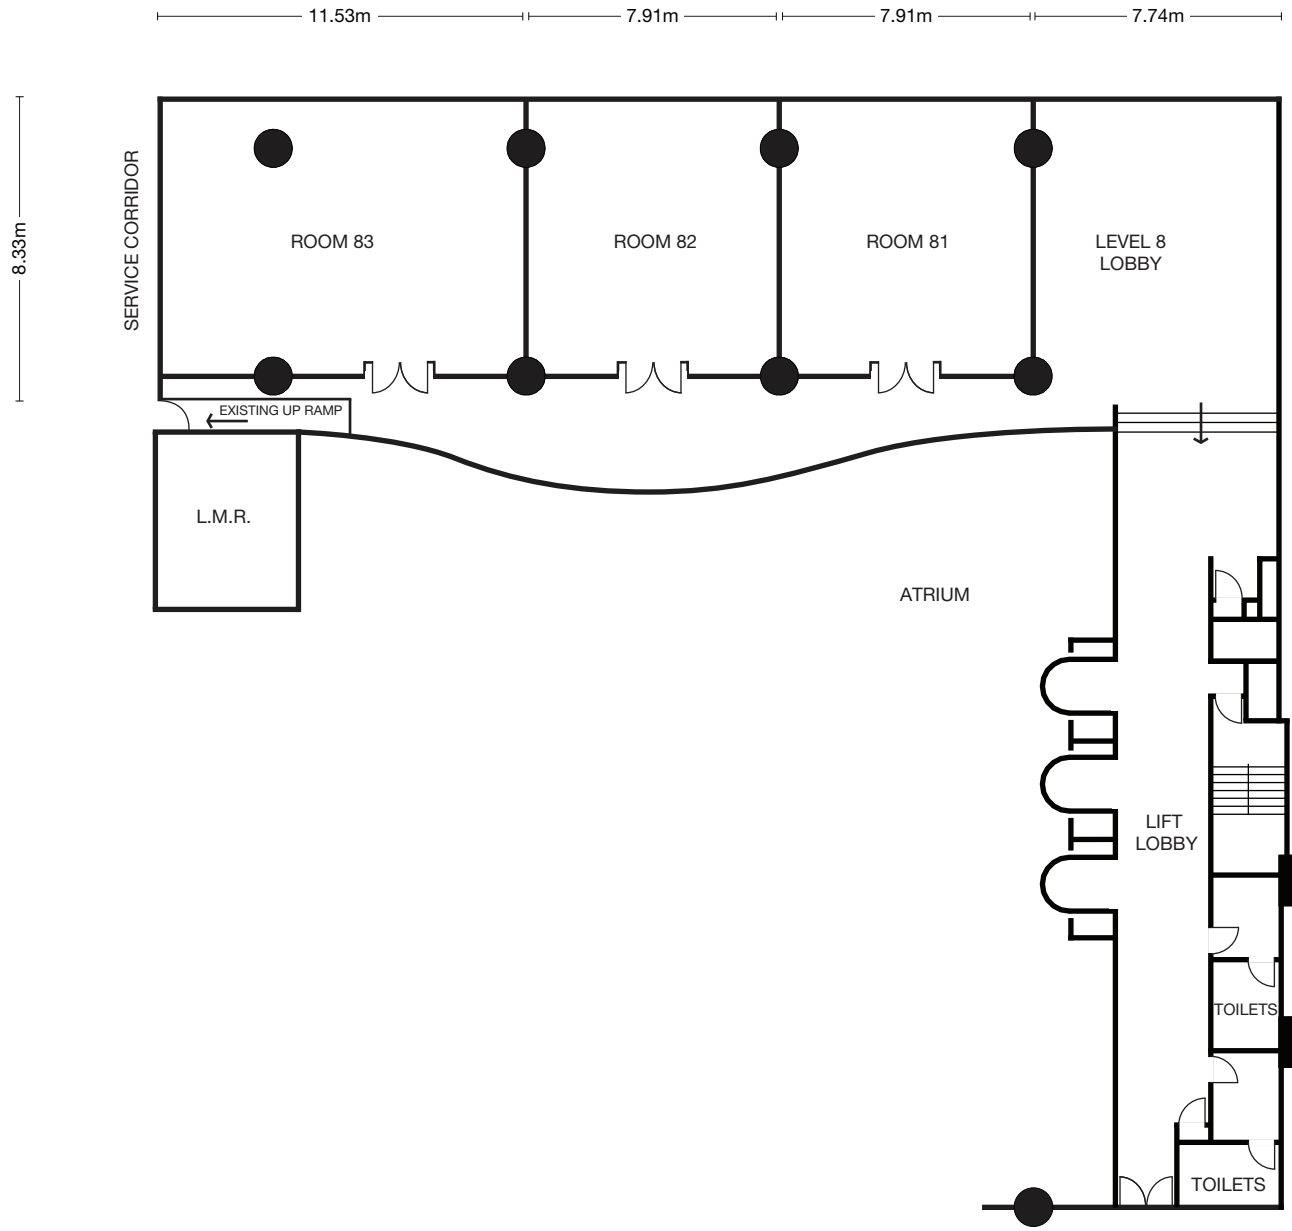 11.53m
7.91m
7.91m
7.74m
8.33m
SERVICE CORRIDOR
ROOM 83
ROOM 82
ROOM 81
LEVEL 8
LOBBY
EXISTING UP RAMP
L.M.R.
ATRIUM
LIFT
LOBBY
TOILETS
TOILETS